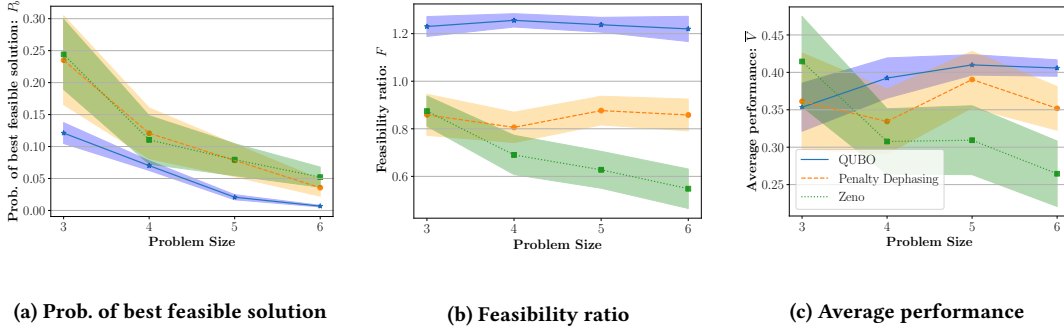 Prob. of best feasible solution: P_b
0.30
0.25
0.20
0.15
0.10
0.05
0.00
3
4
5
6
Problem Size
(a) Prob. of best feasible solution
Feasibility ratio: F
1.2
1.0
0.8
0.6
3
4
5
6
Problem Size
(b) Feasibility ratio
Average performance: V̅
0.45
0.40
0.35
0.30
0.25
QUBO
Penalty Dephasing
Zeno
3
4
5
6
Problem Size
(c) Average performance